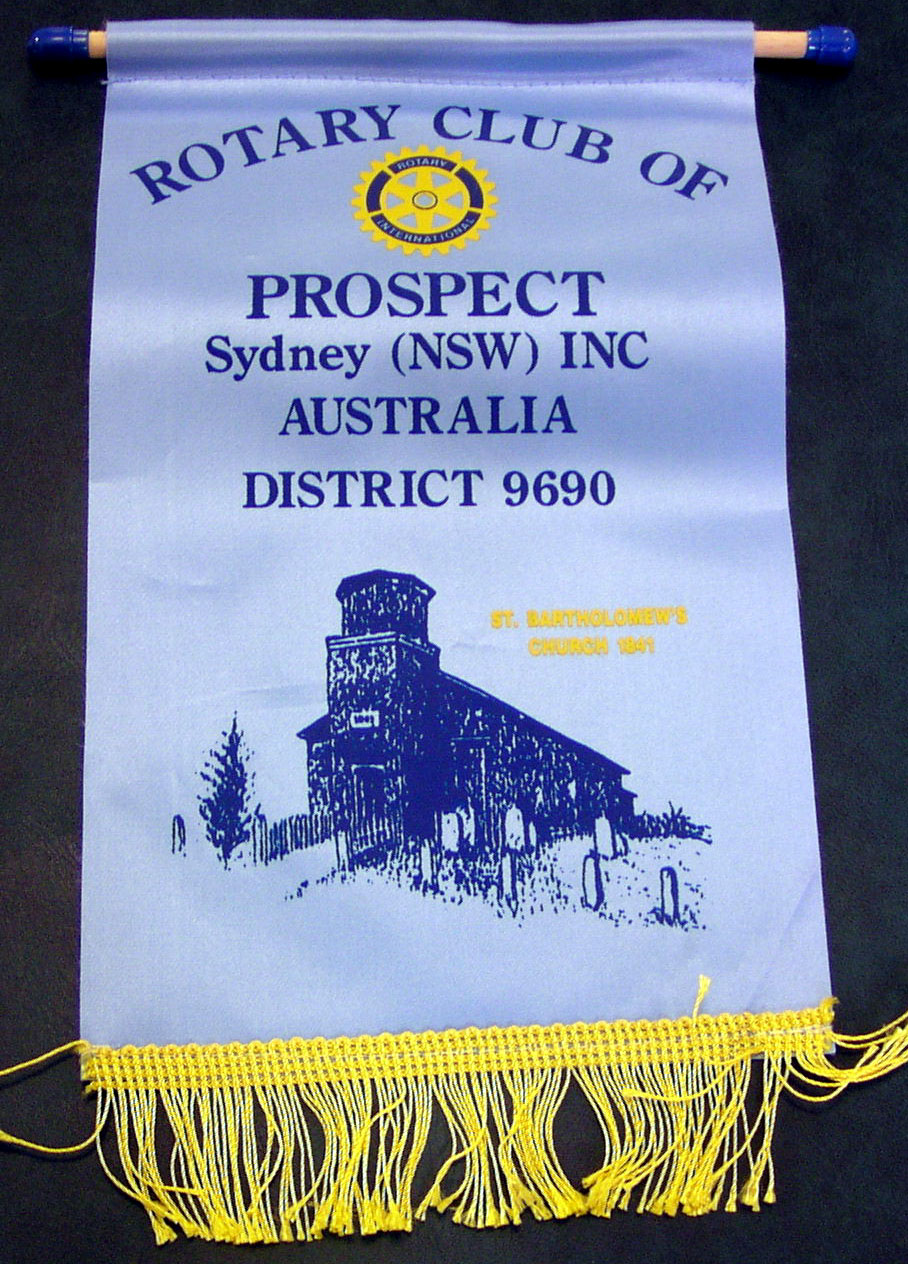 ROTARY CLUB OF
ROTARY
INTERNATIONAL
PROSPECT
Sydney (NSW) INC
AUSTRALIA
DISTRICT 9690
ST. BARTHOLOMEW'S
CHURCH 1841